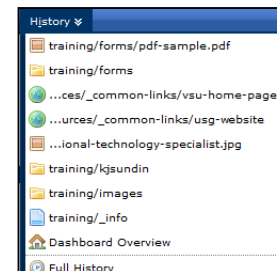 History
training/forms/pdf-sample.pdf
training/forms
...ces/_common-links/vsu-home-page
...urces/_common-links/usg-website
...ional-technology-specialist.jpg
training/kjsundin
training/images
training/_info
Dashboard Overview
Full History